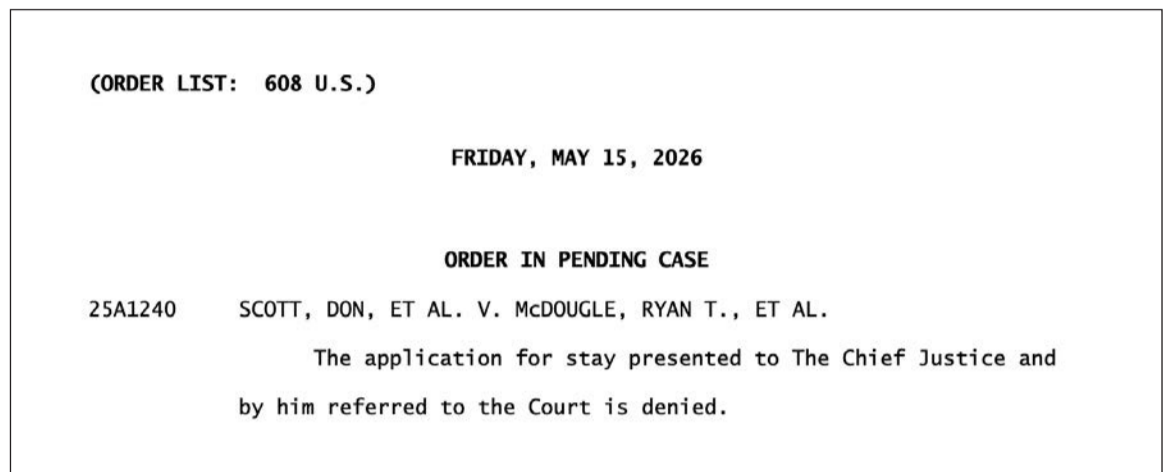 (ORDER LIST: 608 U.S.)
FRIDAY, MAY 15, 2026
ORDER IN PENDING CASE
25A1240 SCOTT, DON, ET AL. V. McDOUGLE, RYAN T., ET AL.
The application for stay presented to The Chief Justice and
by him referred to the Court is denied.